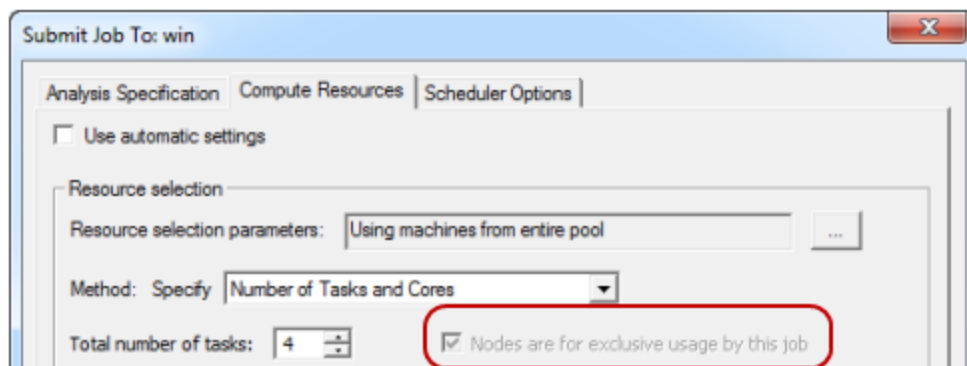 Submit Job To: win
Analysis Specification Compute Resources Scheduler Options
Use automatic settings
Resource selection
Resource selection parameters: Using machines from entire pool ...
Method: Specify Number of Tasks and Cores
Total number of tasks: 4 Nodes are for exclusive usage by this job